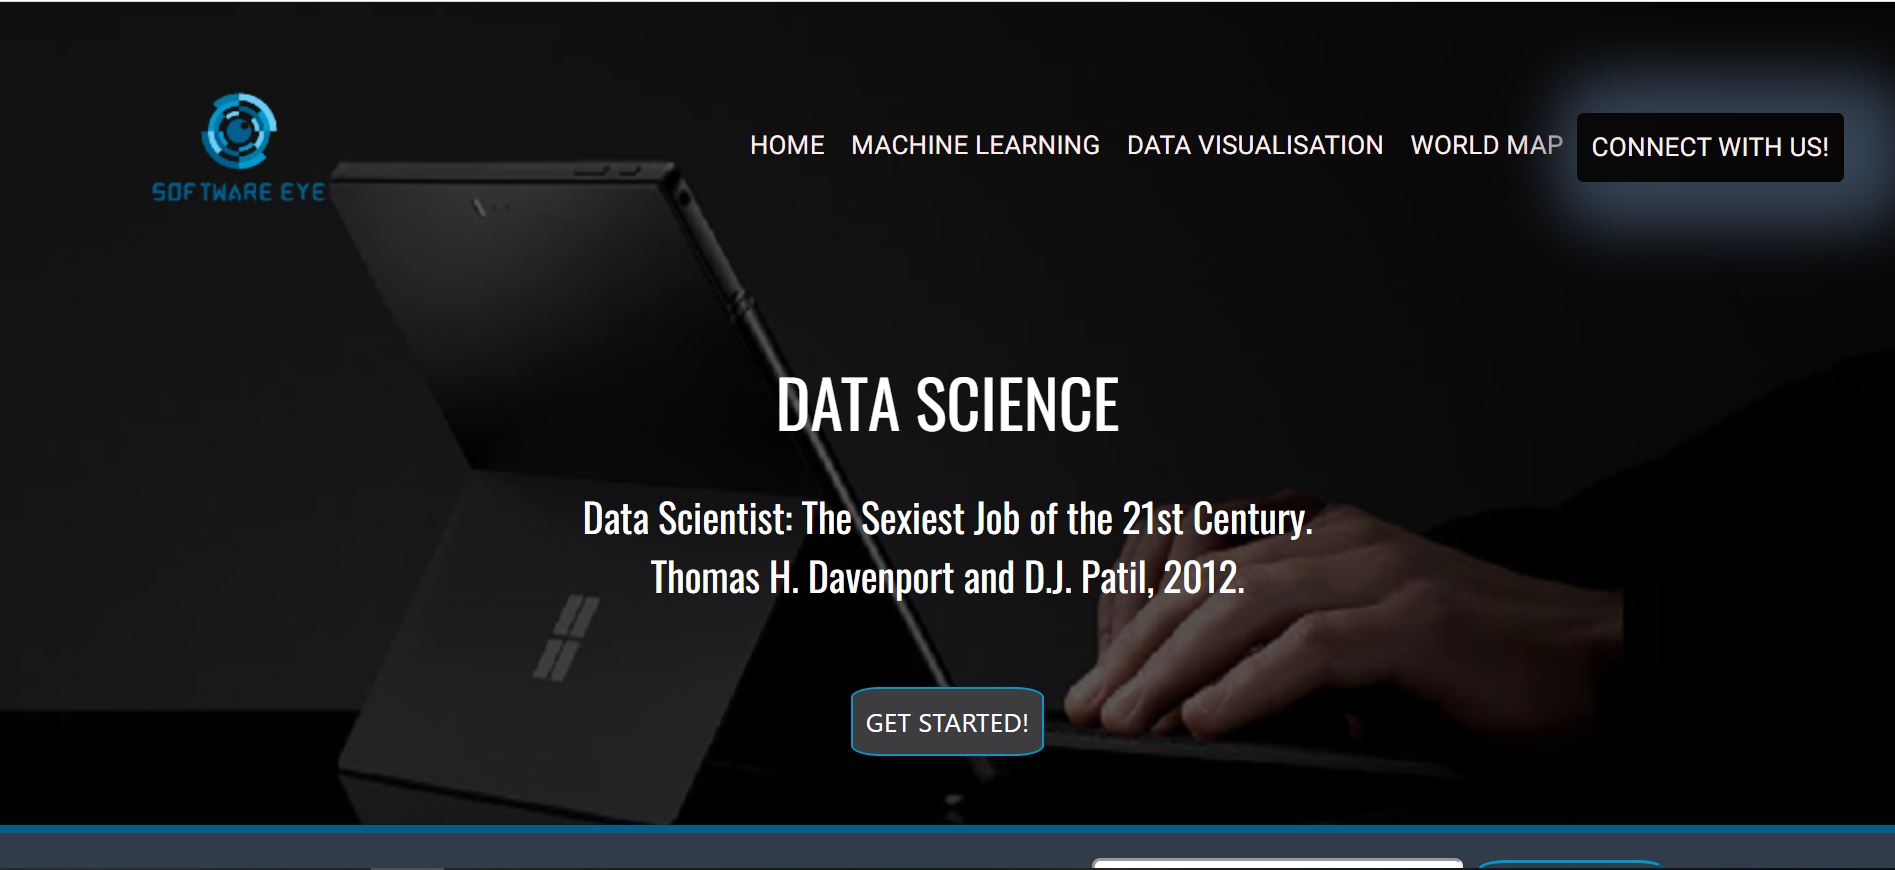 SOFTWARE EYE
HOME MACHINE LEARNING DATA VISUALISATION WORLD MAP CONNECT WITH US!
DATA SCIENCE
Data Scientist: The Sexiest Job of the 21st Century.
Thomas H. Davenport and D.J. Patil, 2012.
GET STARTED!